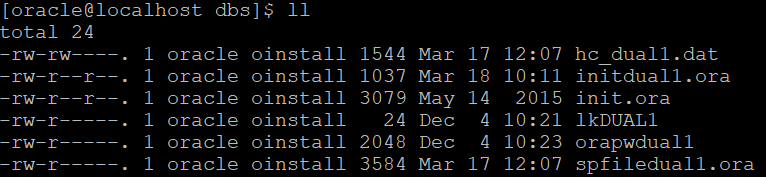 [oracle@localhost dbs]$ ll
total 24
-rw-rw----. 1 oracle oinstall 1544 Mar 17 12:07 hc_dual1.dat
-rw-r--r--. 1 oracle oinstall 1037 Mar 18 10:11 initdual1.ora
-rw-r--r--. 1 oracle oinstall 3079 May 14  2015 init.ora
-rw-r-----. 1 oracle oinstall   24 Dec  4 10:21 lkDUAL1
-rw-r-----. 1 oracle oinstall 2048 Dec  4 10:23 orapwdual1
-rw-r-----. 1 oracle oinstall 3584 Mar 17 12:07 spfiledual1.ora